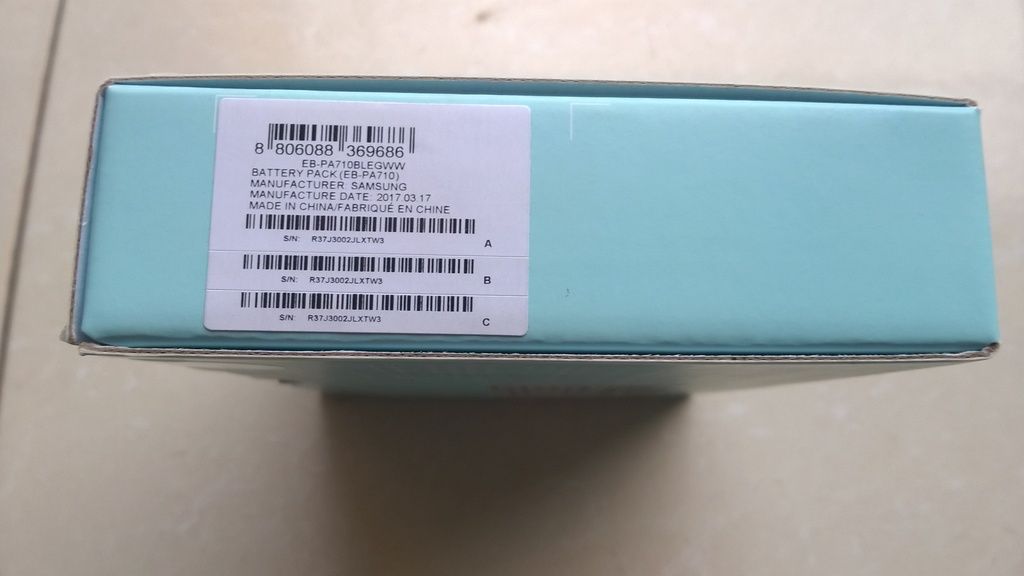 8 806088 369686
EB-PA710BLEGWW
BATTERY PACK (EB-PA710)
MANUFACTURER: SAMSUNG
MANUFACTURE DATE: 2017.03.17
MADE IN CHINA/FABRIQUÉ EN CHINE
S/N: R37J3002JLXTW3 A
S/N: R37J3002JLXTW3 B
S/N: R37J3002JLXTW3 C